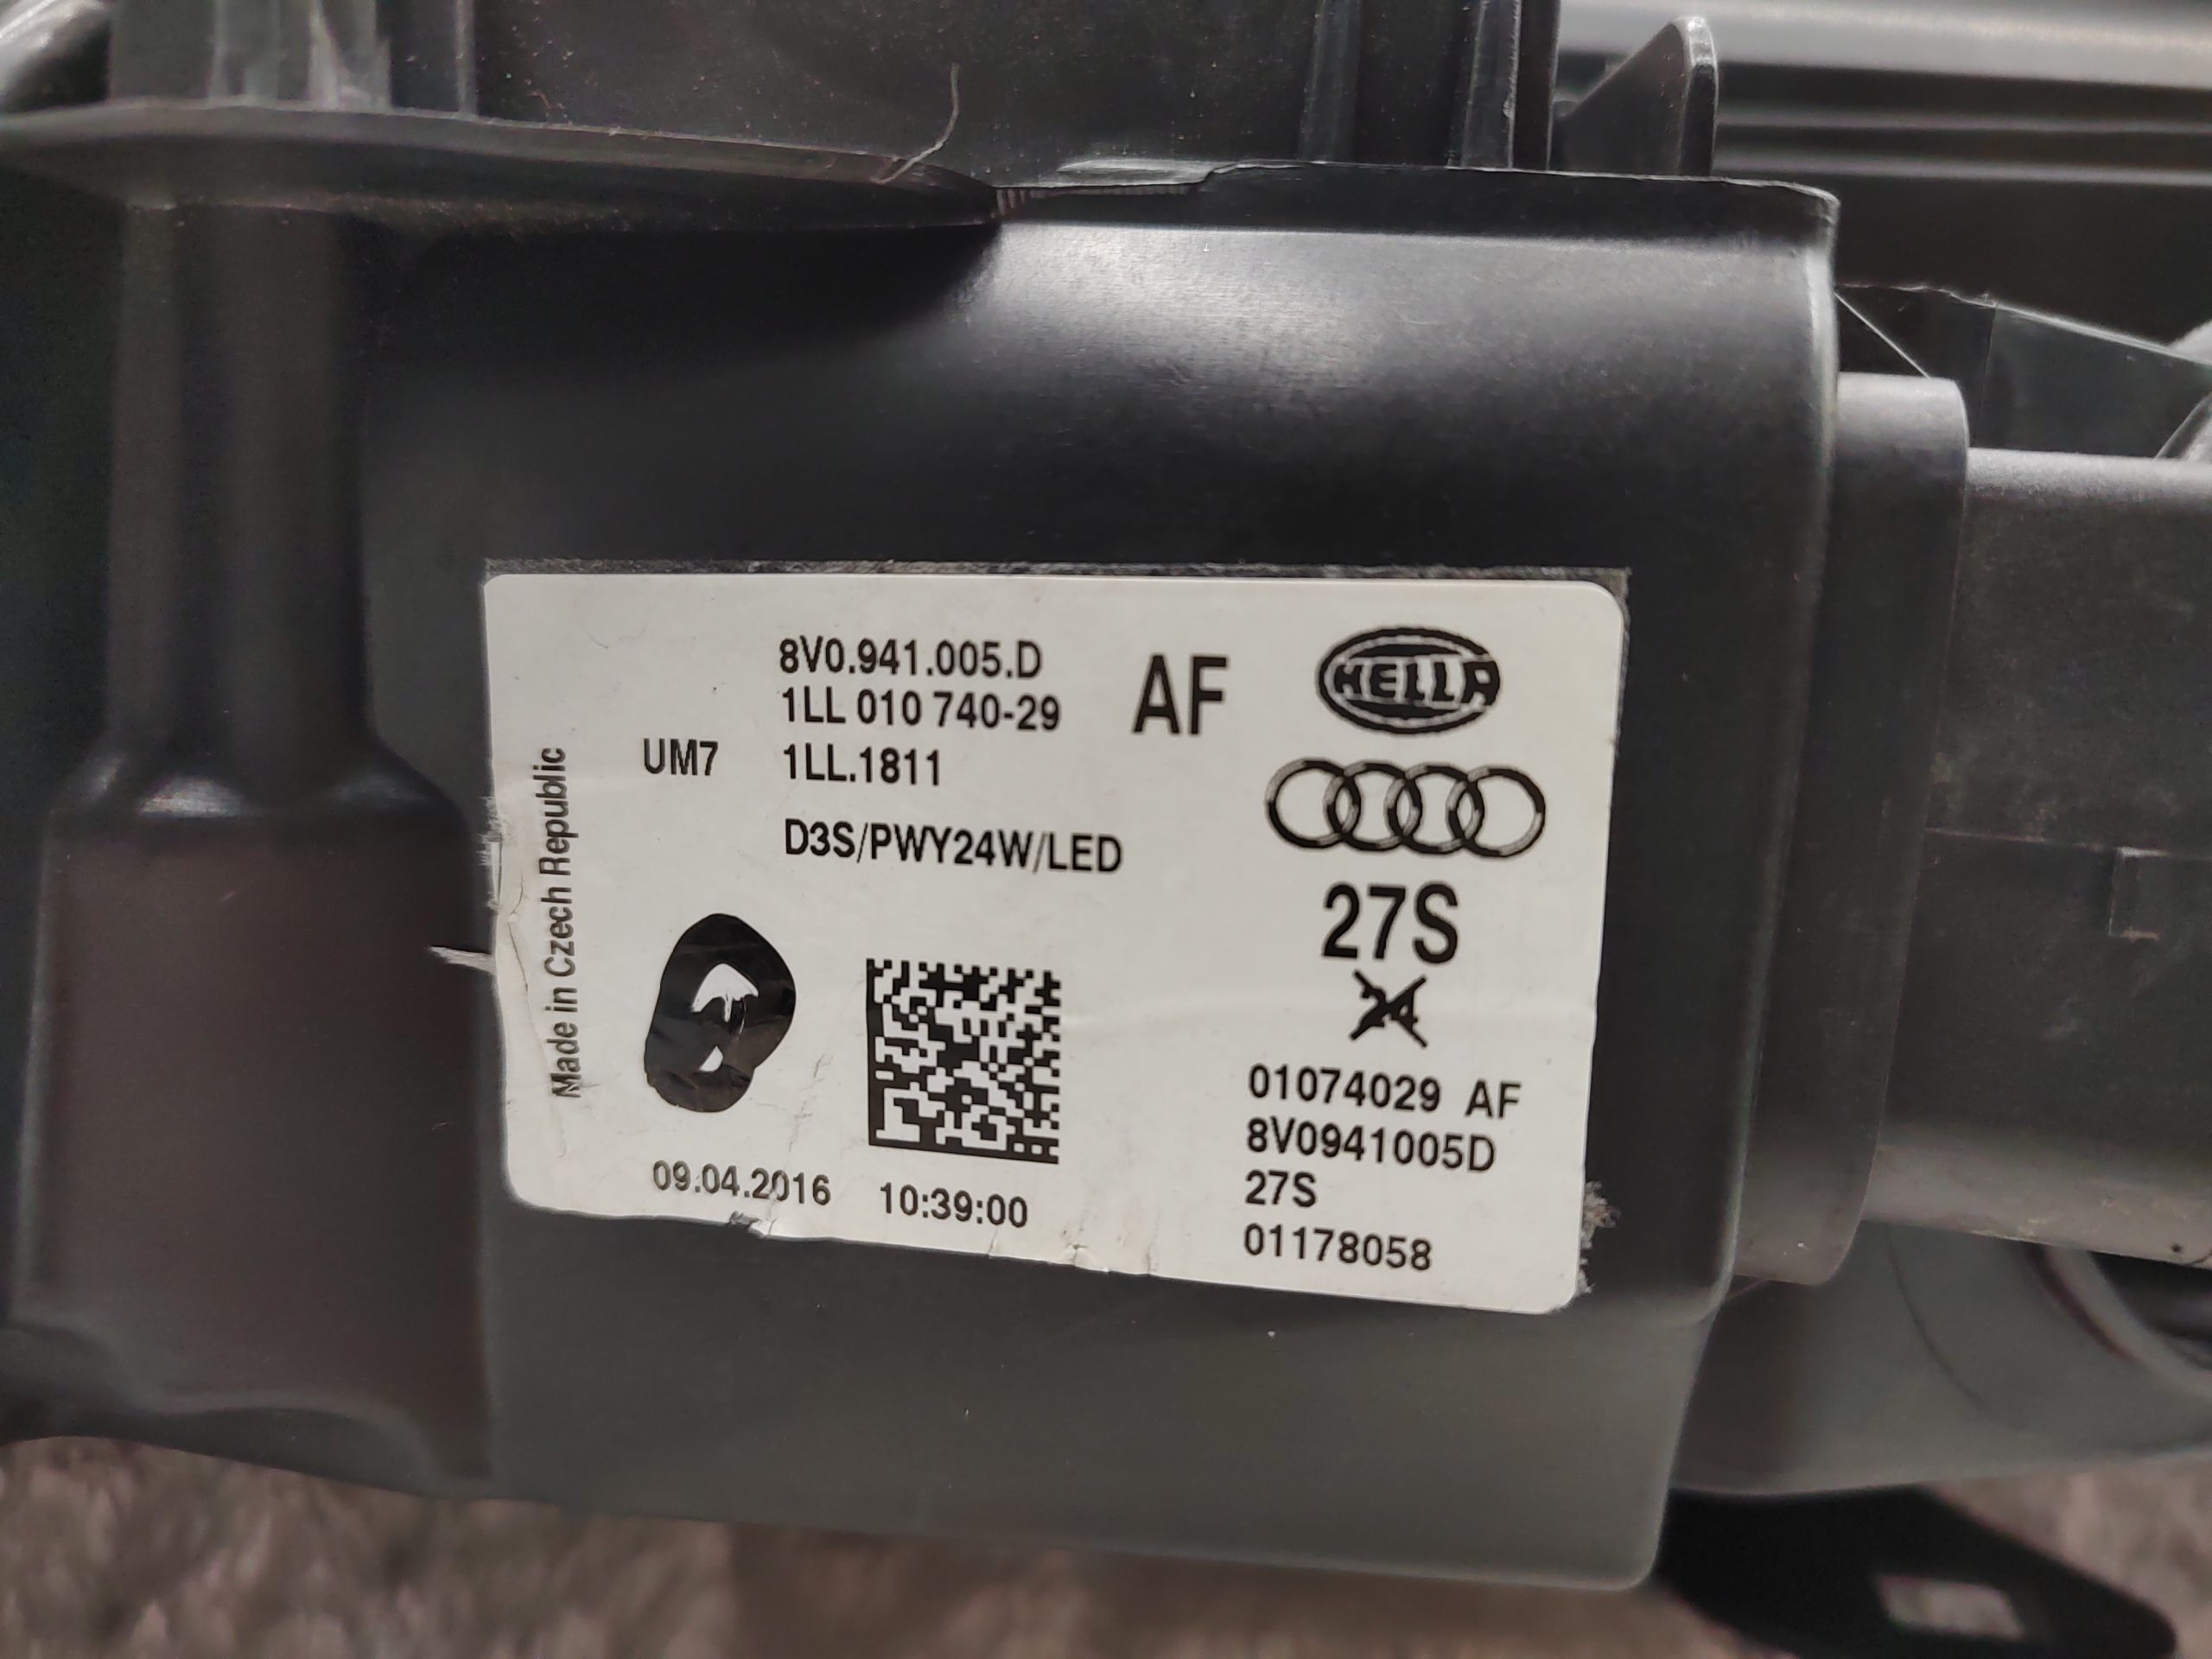 8V0.941.005.D
1LL 010 740-29
AF
HELLA
UM7
1LL.1811
D3S/PWY24W/LED
Made in Czech Republic
27S
24
01074029 AF
8V0941005D
27S
01178058
09.04.2016
10:39:00